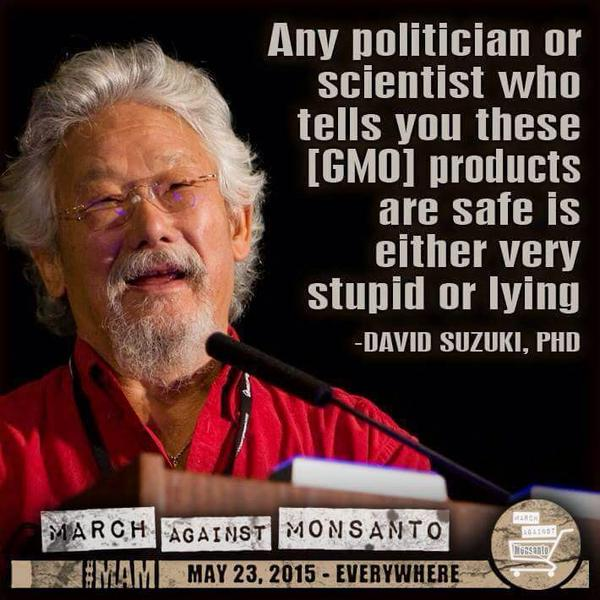 Any politician or
scientist who
tells you these
[GMO] products
are safe is
either very
stupid or lying
-DAVID SUZUKI, PHD
MARCH AGAINST MONSANTO
MARCH
AGAINST
Monsanto
#MAM MAY 23, 2015 - EVERYWHERE